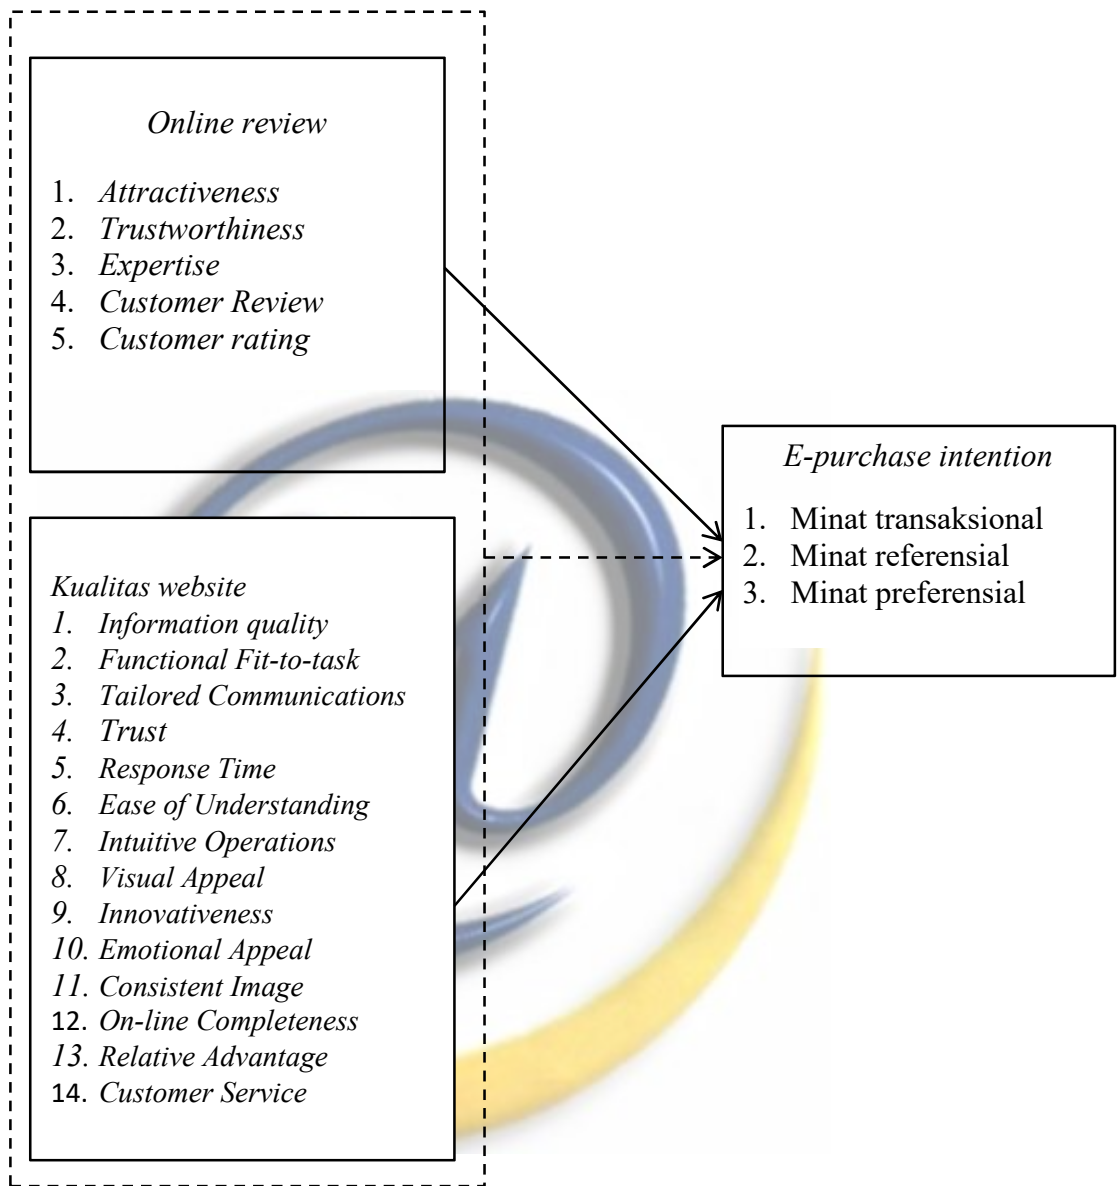 Online review
1. Attractiveness
2. Trustworthiness
3. Expertise
4. Customer Review
5. Customer rating
Kualitas website
1. Information quality
2. Functional Fit-to-task
3. Tailored Communications
4. Trust
5. Response Time
6. Ease of Understanding
7. Intuitive Operations
8. Visual Appeal
9. Innovativeness
10. Emotional Appeal
11. Consistent Image
12. On-line Completeness
13. Relative Advantage
14. Customer Service
E-purchase intention
1. Minat transaksional
2. Minat referensial
3. Minat preferensial